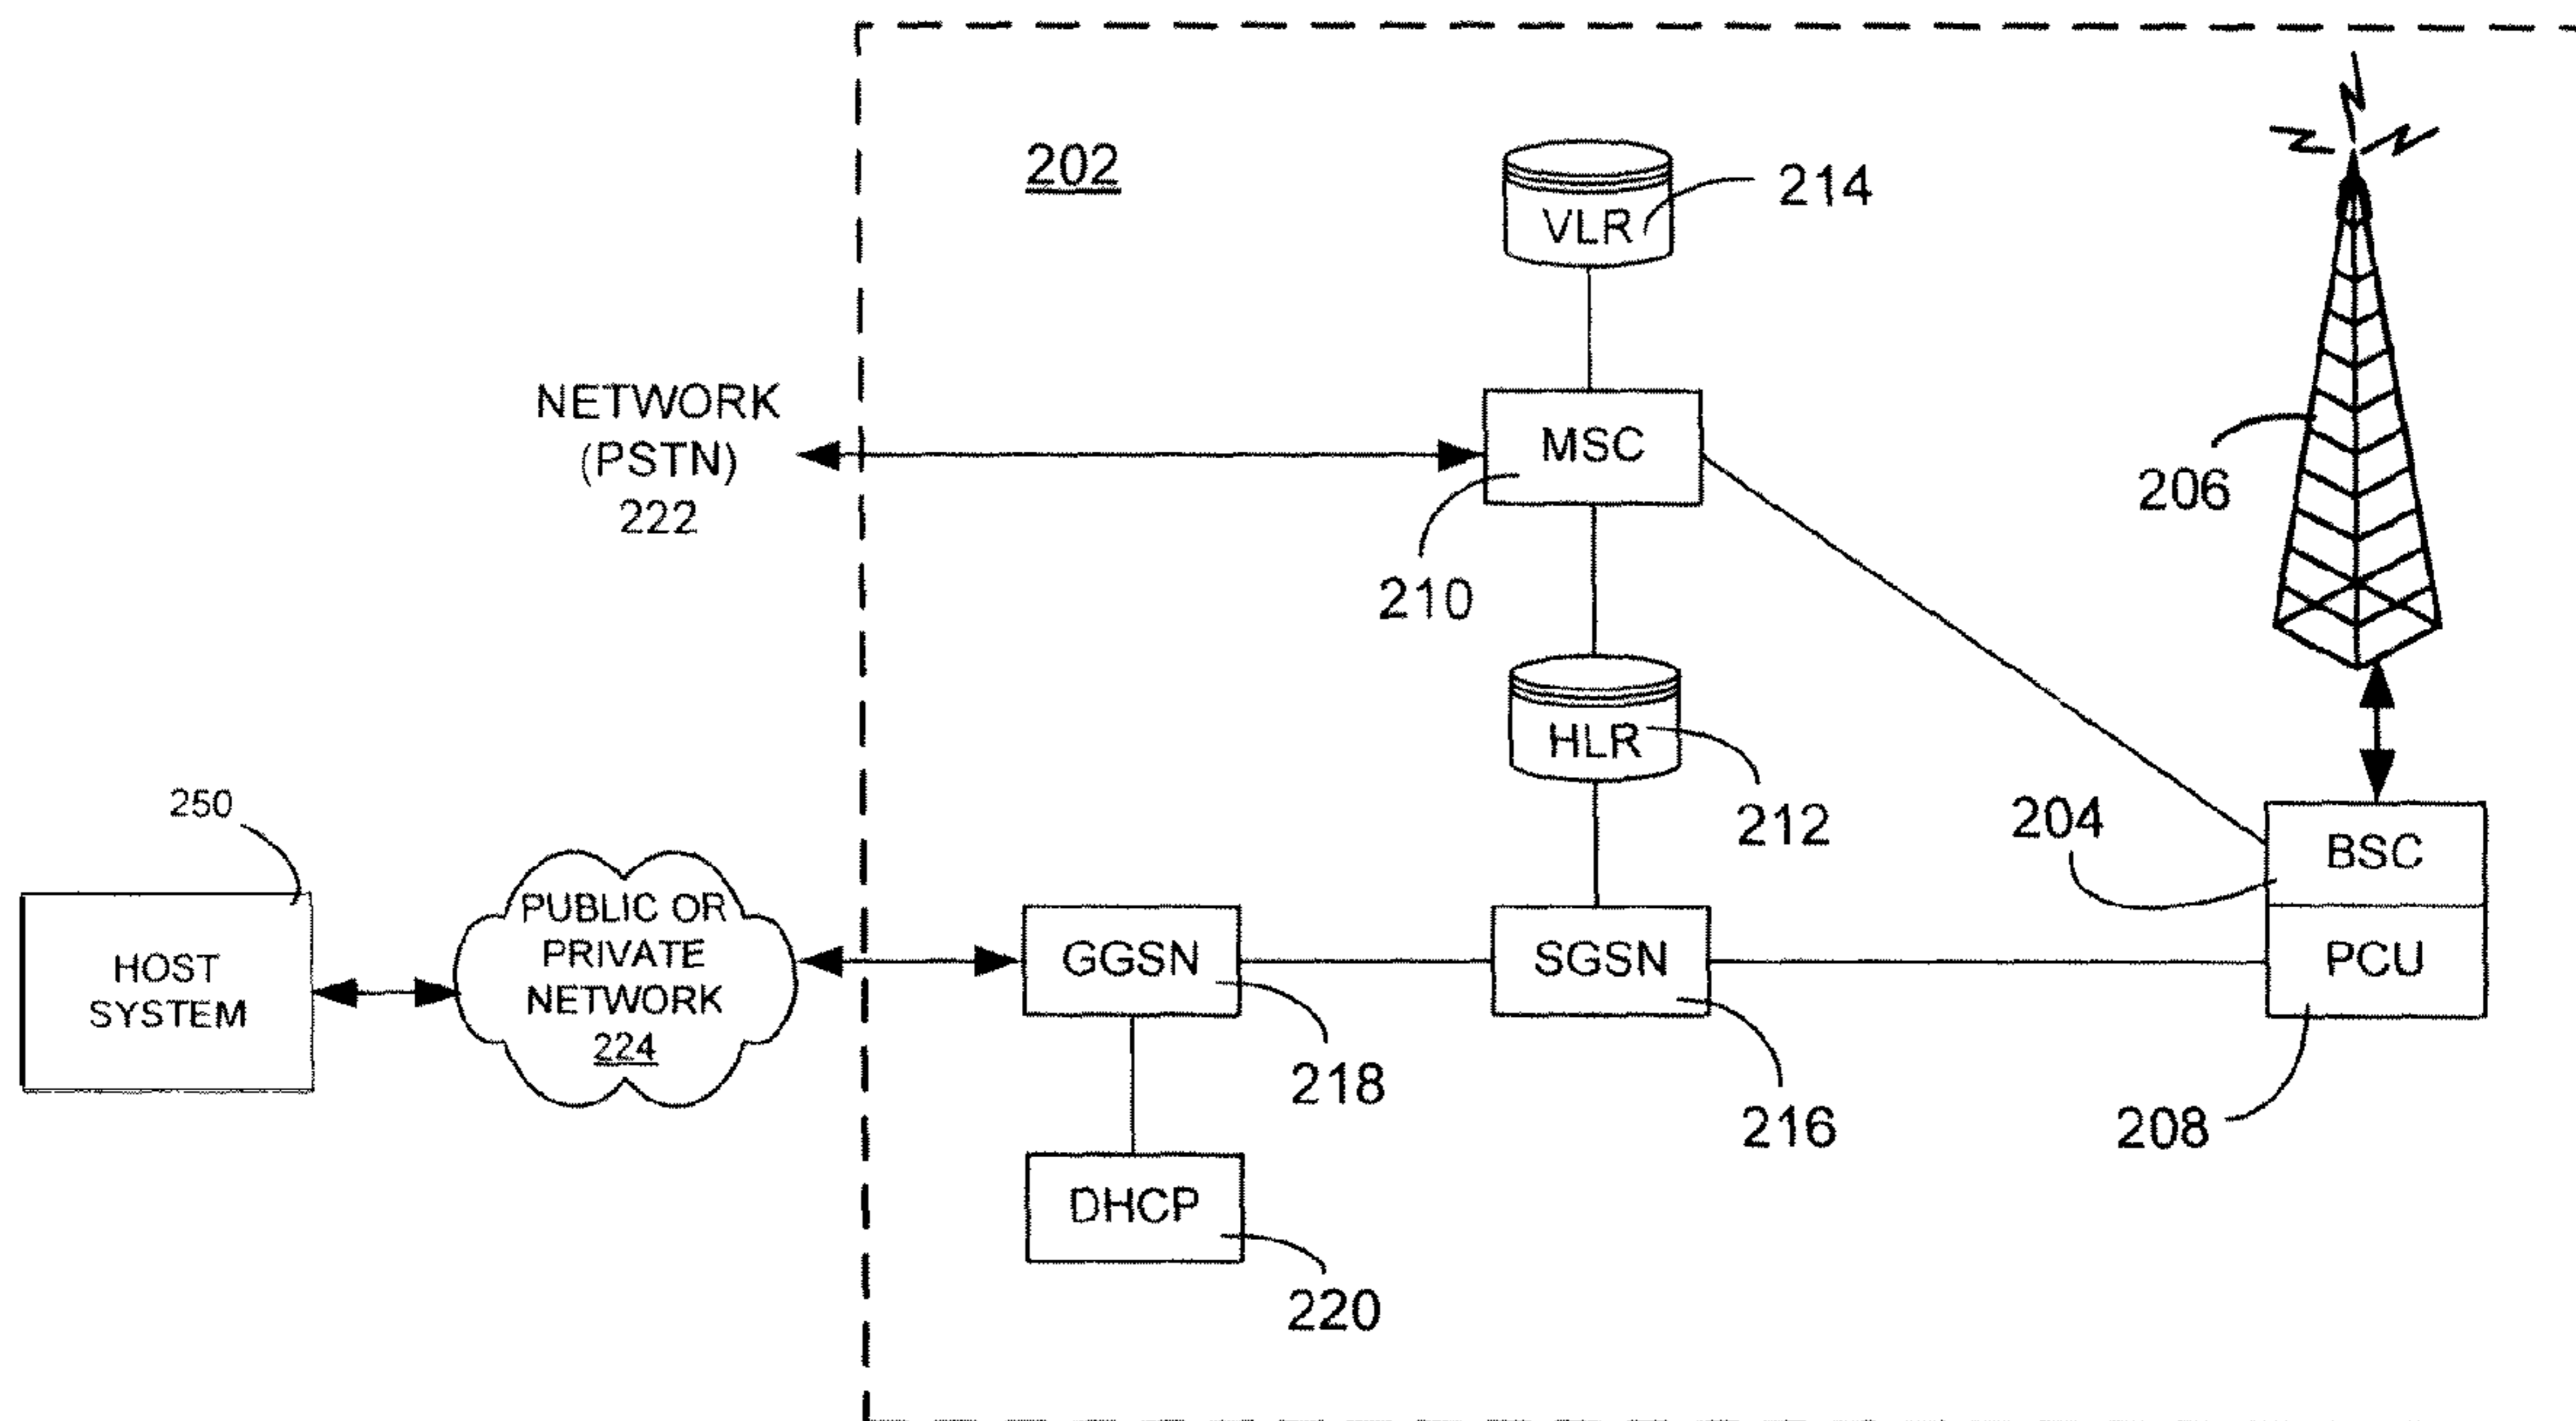 202
VLR
214
NETWORK
(PSTN)
222
MSC
210
206
HLR
212
250
HOST
SYSTEM
PUBLIC OR
PRIVATE
NETWORK
224
GGSN
218
SGSN
216
204
BSC
PCU
208
DHCP
220